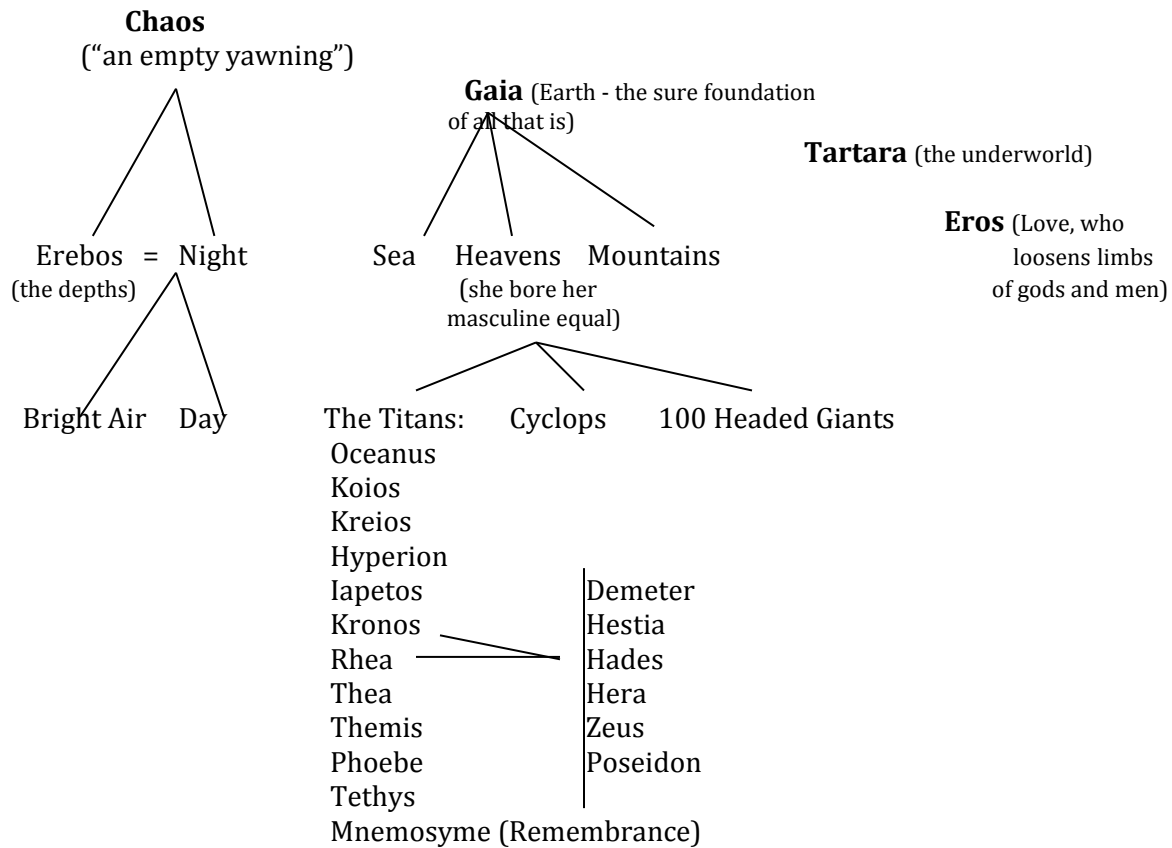 Chaos
(“an empty yawning”)
Gaia (Earth - the sure foundation
of all that is)
Tartara (the underworld)
Eros (Love, who
loosens limbs
of gods and men)
Erebos = Night
(the depths)
Sea Heavens Mountains
(she bore her
masculine equal)
Bright Air Day
The Titans: Cyclops 100 Headed Giants
Oceanus
Koios
Kreios
Hyperion
Iapetos
Kronos
Rhea
Thea
Themis
Phoebe
Tethys
Mnemosyme (Remembrance)
Demeter
Hestia
Hades
Hera
Zeus
Poseidon